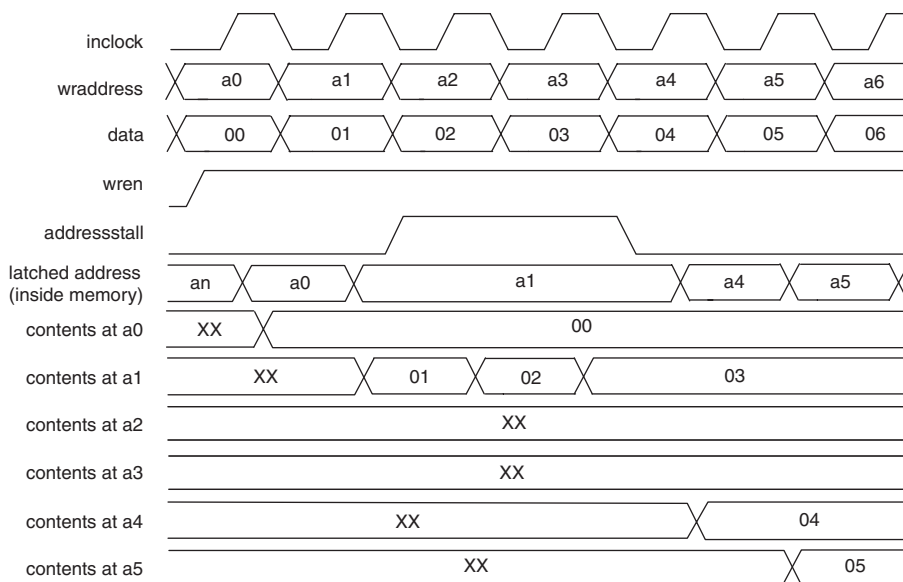 inclock
wraddress a0 a1 a2 a3 a4 a5 a6
data 00 01 02 03 04 05 06
wren
addressstall
latched address
(inside memory) an a0 a1 a4 a5
contents at a0 XX 00
contents at a1 XX 01 02 03
contents at a2 XX
contents at a3 XX
contents at a4 XX 04
contents at a5 XX 05